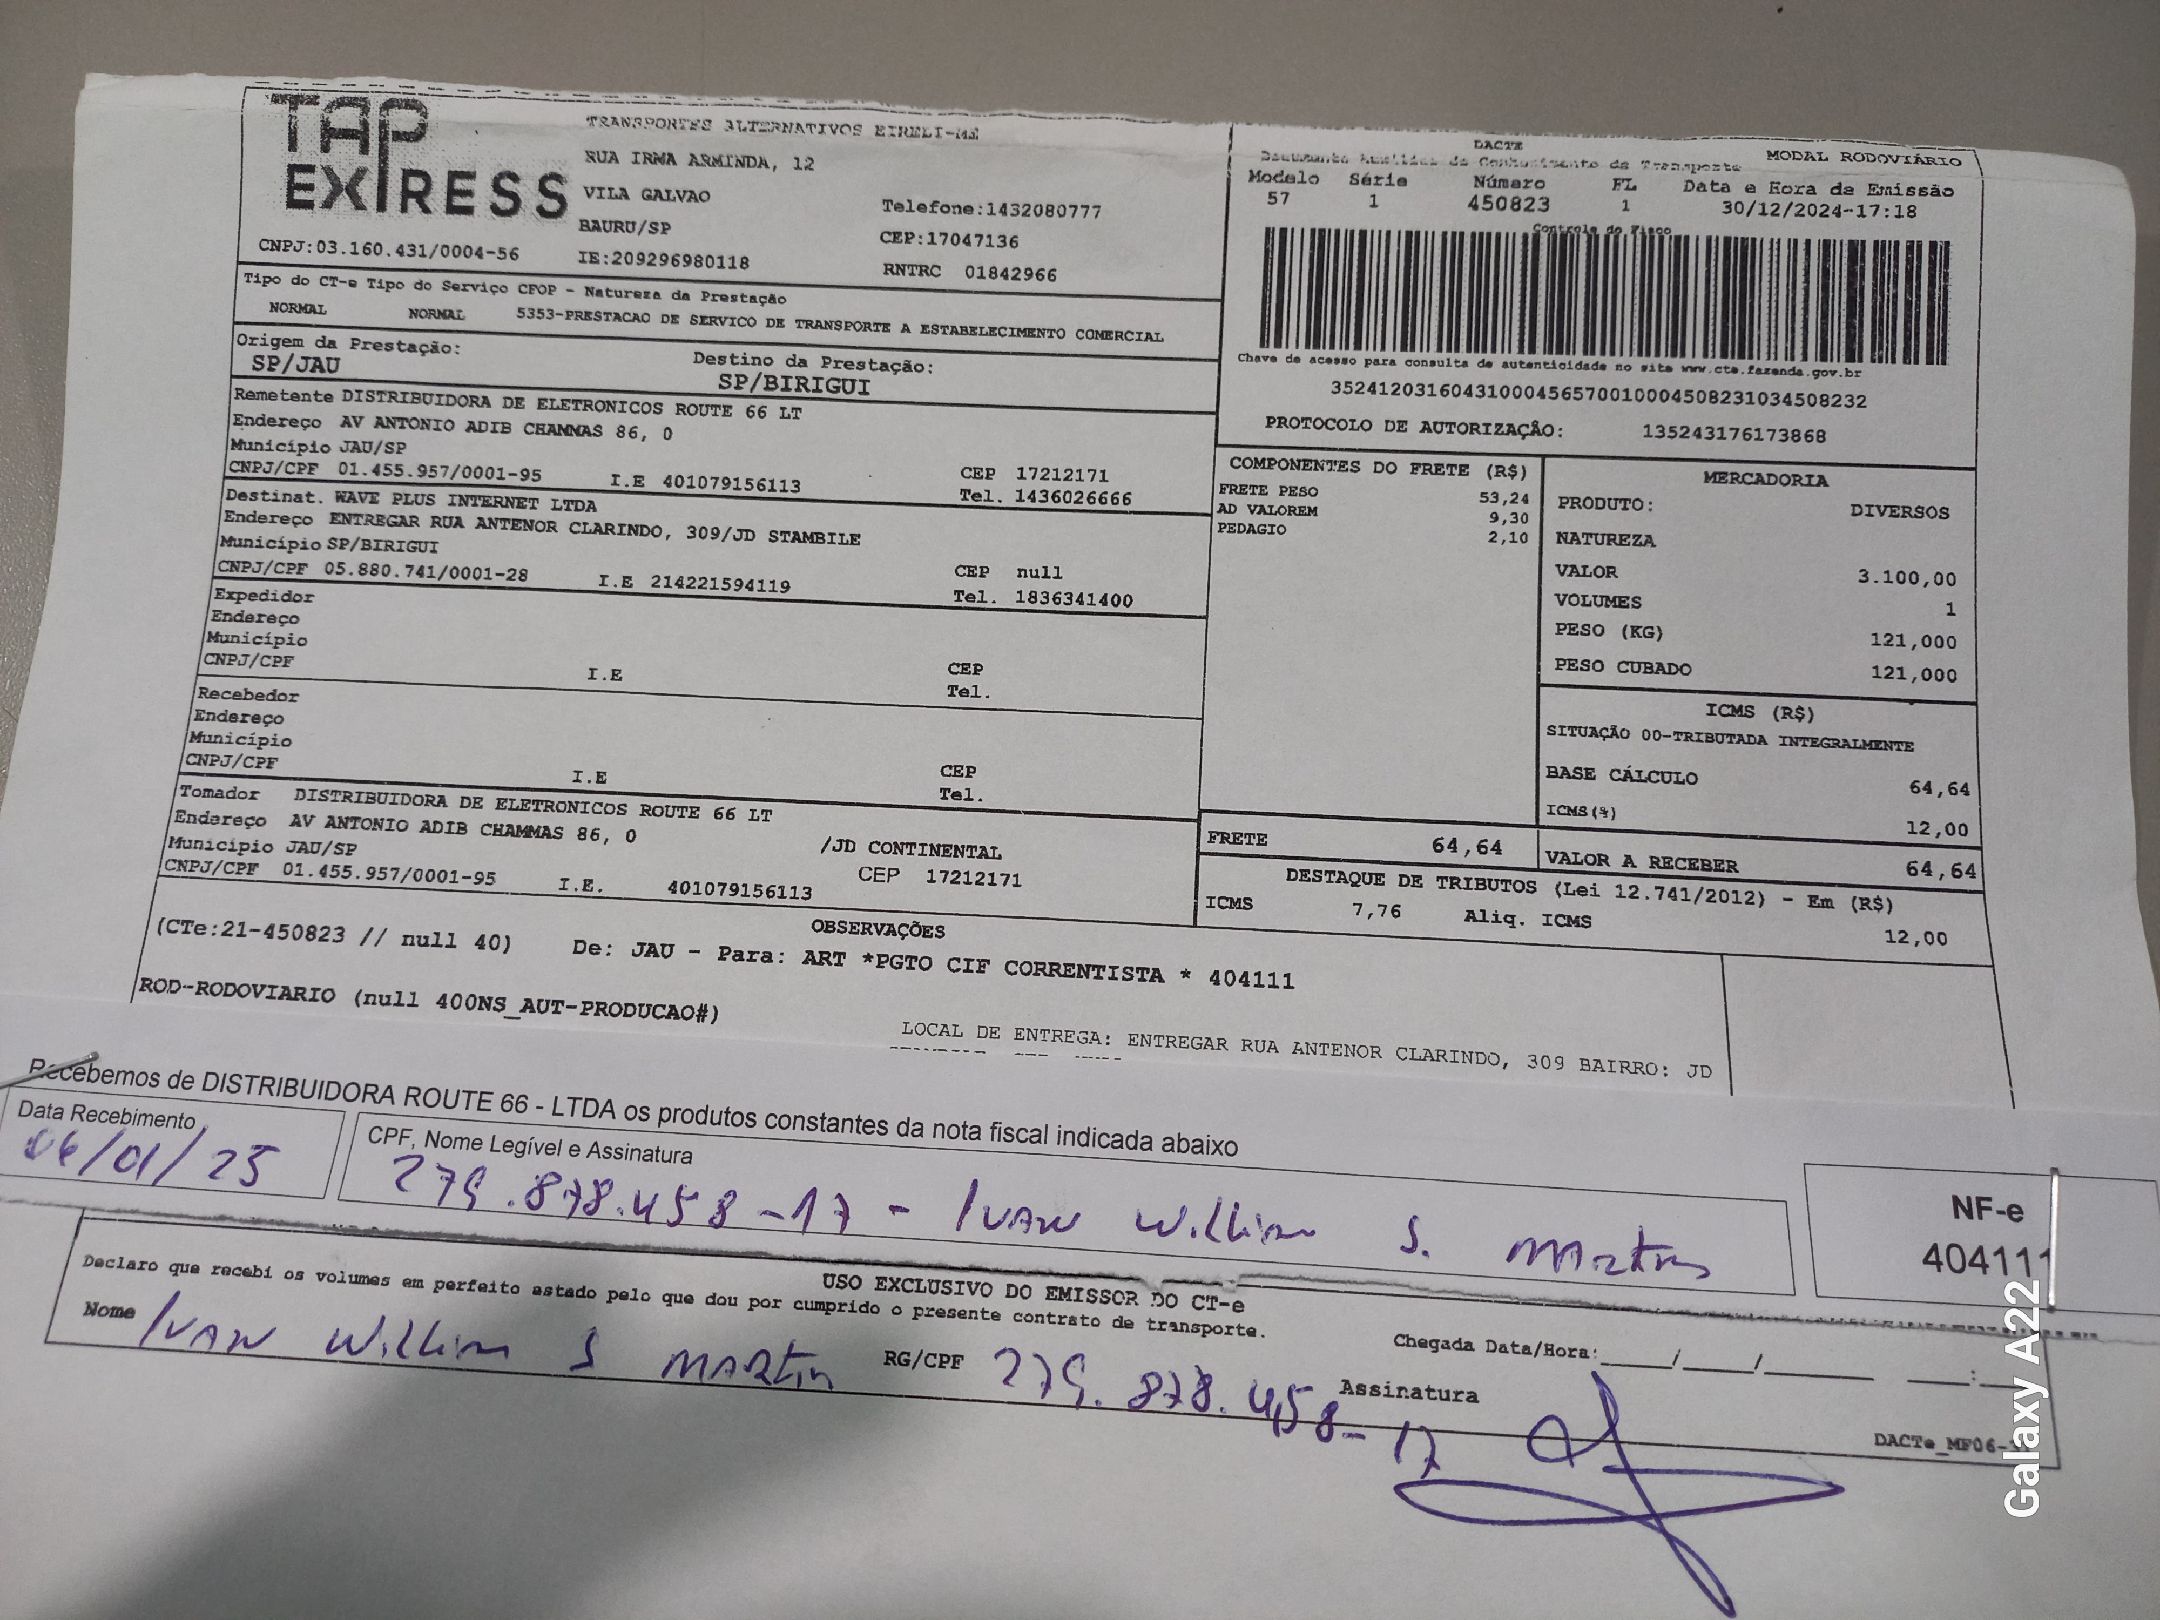 TAP EXPRESS
TRANSPORTES ALTERNATIVOS EIRELI-ME
RUA IRMA ARMINDA, 12
VILA GALVAO
BAURU/SP
CNPJ:03.160.431/0004-56 IE:209296980118
Telefone:1432080777
CEP:17047136
RNTRC 01842966
DACTE MODAL RODOVIÁRIO
Documento Auxiliar de Conhecimento de Transporte
Modelo Série Número FL Data e Hora de Emissão
57 1 450823 1 30/12/2024-17:18
Controle do Fisco
Chave de acesso para consulta de autenticidade no site www.cte.fazenda.gov.br
35241203160431000456570010004508231034508232
PROTOCOLO DE AUTORIZAÇÃO: 135243176173868
Tipo do CT-e Tipo do Serviço CFOP - Natureza da Prestação
NORMAL NORMAL 5353-PRESTACAO DE SERVICO DE TRANSPORTE A ESTABELECIMENTO COMERCIAL
Origem da Prestação: Destino da Prestação:
SP/JAU SP/BIRIGUI
Remetente DISTRIBUIDORA DE ELETRONICOS ROUTE 66 LT
Endereço AV ANTONIO ADIB CHAMMAS 86, 0
Município JAU/SP CEP 17212171
CNPJ/CPF 01.455.957/0001-95 I.E 401079156113 Tel. 1436026666
Destinat. WAVE PLUS INTERNET LTDA
Endereço ENTREGAR RUA ANTENOR CLARINDO, 309/JD STAMBILE
Município SP/BIRIGUI CEP null
CNPJ/CPF 05.880.741/0001-28 I.E 214221594119 Tel. 1836341400
Expedidor
Endereço
Município CEP
CNPJ/CPF I.E Tel.
Recebedor
Endereço
Município CEP
CNPJ/CPF I.E Tel.
Tomador DISTRIBUIDORA DE ELETRONICOS ROUTE 66 LT
Endereço AV ANTONIO ADIB CHAMMAS 86, 0 /JD CONTINENTAL
Município JAU/SP CEP 17212171
CNPJ/CPF 01.455.957/0001-95 I.E. 401079156113
COMPONENTES DO FRETE (R$)
FRETE PESO 53,24
AD VALOREM 9,30
PEDAGIO 2,10
MERCADORIA
PRODUTO: DIVERSOS
NATUREZA
VALOR 3.100,00
VOLUMES 1
PESO (KG) 121,000
PESO CUBADO 121,000
ICMS (R$)
SITUAÇÃO 00-TRIBUTADA INTEGRALMENTE
BASE CÁLCULO 64,64
ICMS(%) 12,00
FRETE 64,64 VALOR A RECEBER 64,64
DESTAQUE DE TRIBUTOS (Lei 12.741/2012) - Em (R$)
ICMS 7,76 Aliq. ICMS 12,00
OBSERVAÇÕES
(CTe:21-450823 // null 40) De: JAU - Para: ART *PGTO CIF CORRENTISTA * 404111
ROD-RODOVIARIO (null 400NS_AUT-PRODUCAO#)
LOCAL DE ENTREGA: ENTREGAR RUA ANTENOR CLARINDO, 309 BAIRRO: JD
Recebemos de DISTRIBUIDORA ROUTE 66 - LTDA os produtos constantes da nota fiscal indicada abaixo
Data Recebimento CPF, Nome Legível e Assinatura
06/01/25 279.878.458-17 - IVAN William S. MARtins
NF-e
404111
USO EXCLUSIVO DO EMISSOR DO CT-e
Declaro que recebi os volumes em perfeito estado pelo que dou por cumprido o presente contrato de transporte.
Nome IVAN William S MARtin RG/CPF 279.878.458-17 Assinatura
Chegada Data/Hora:____/____/______ ____:____
DACTe_MF06-
Galaxy A22